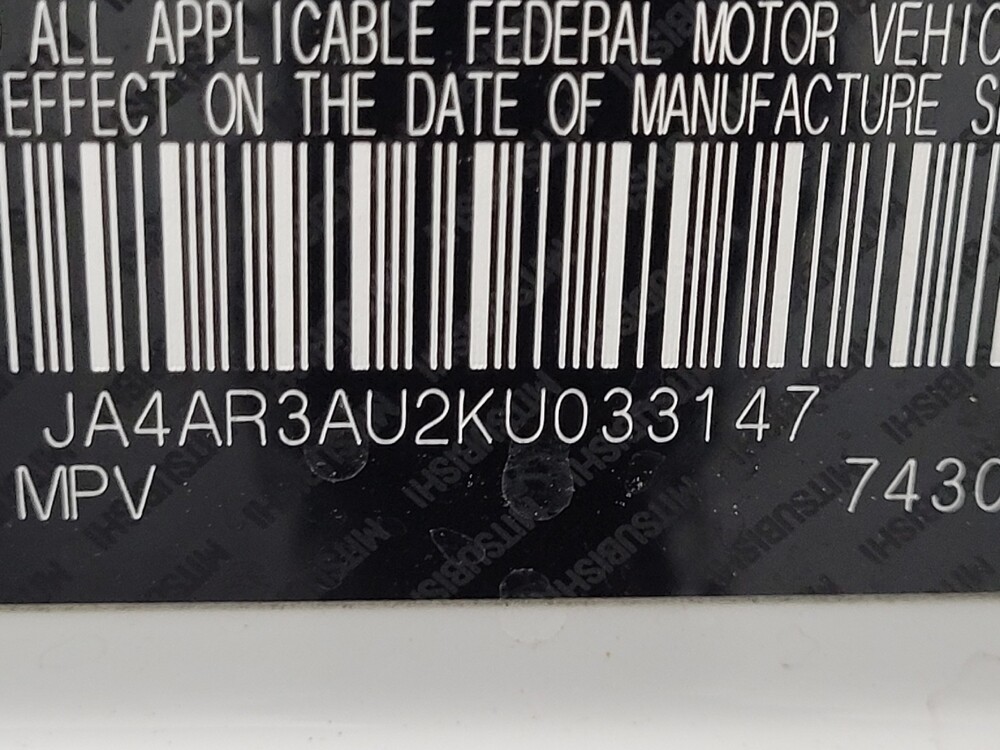 ALL APPLICABLE FEDERAL MOTOR VEHIC
EFFECT ON THE DATE OF MANUFACTURE S
JA4AR3AU2KU033147
MPV 7430